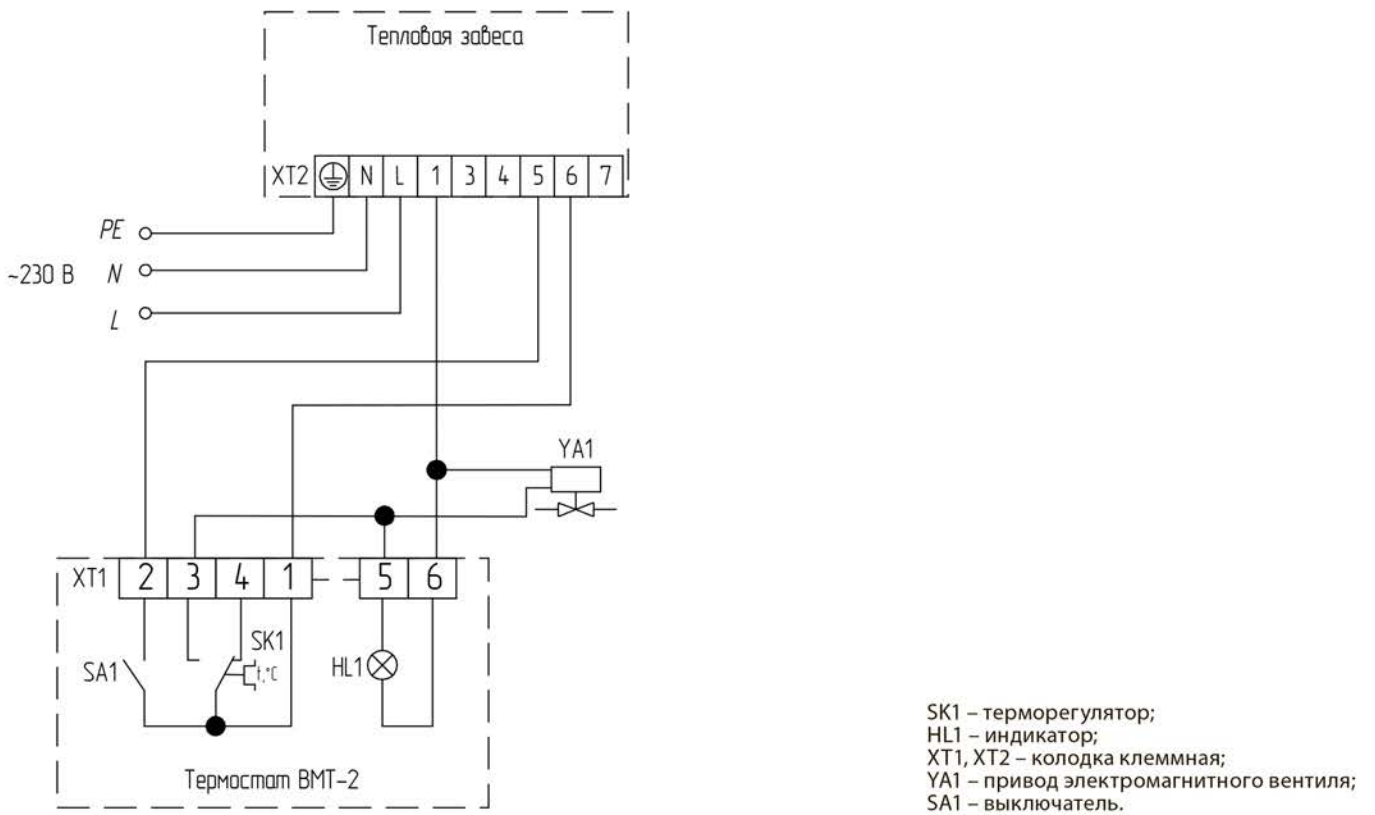 Тепловая завеса
XT2 N L 1 3 4 5 6 7
PE
~230 В N
L
YA1
XT1 2 3 4 1 5 6
SK1
SA1 t,°C HL1
Термостат ВМТ-2
SK1 – терморегулятор;
HL1 – индикатор;
XT1, XT2 – колодка клеммная;
YA1 – привод электромагнитного вентиля;
SA1 – выключатель.